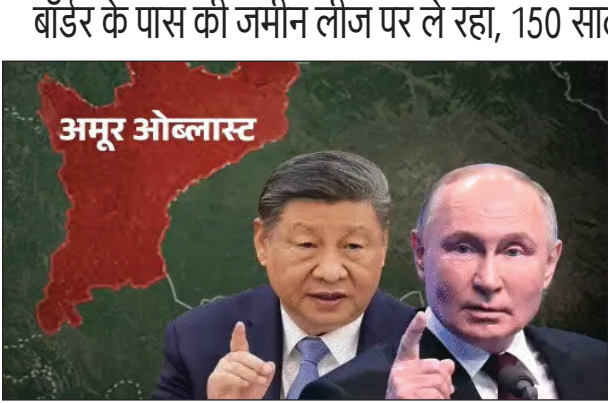 बॉर्डर के पास की जमीन लीज पर ले रहा, 150
अमूर ओब्लास्ट